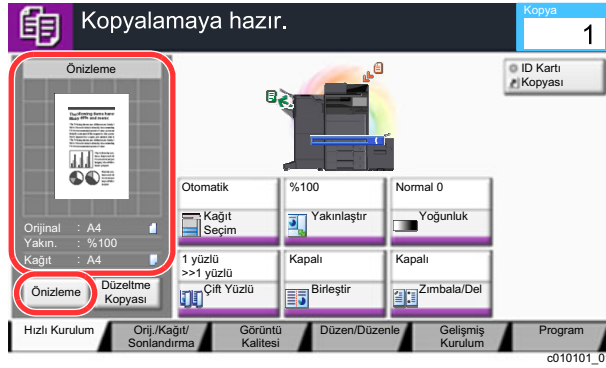 Kopyalamaya hazır.
Kopya
1
Önizleme
Orijinal : A4
Yakın. : %100
Kağıt : A4
Önizleme
Düzeltme
Kopyası
ID Kartı
Kopyası
Otomatik
Kağıt
Seçim
%100
Yakınlaştır
Normal 0
Yoğunluk
1 yüzlü
>>1 yüzlü
Çift Yüzlü
Kapalı
Birleştir
Kapalı
Zımbala/Del
Hızlı Kurulum
Orij./Kağıt/
Sonlandırma
Görüntü
Kalitesi
Düzen/Düzenle
Gelişmiş
Kurulum
Program
c010101_0